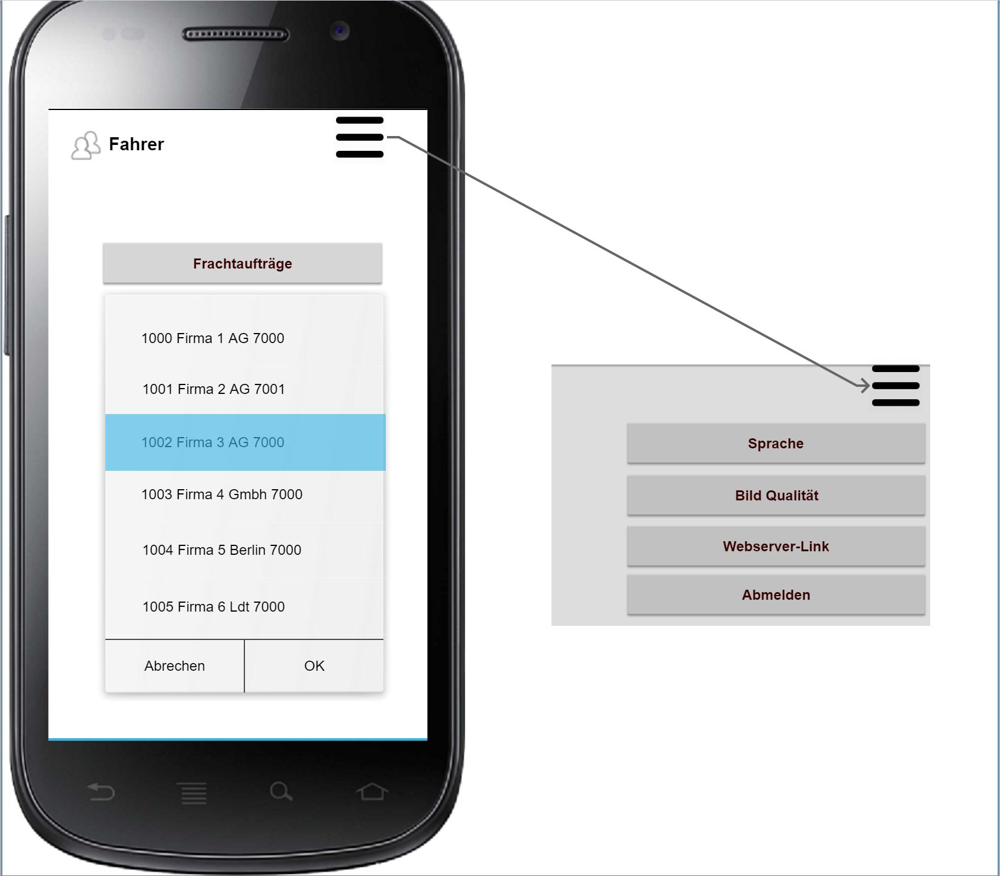 Fahrer
Frachtaufträge
1000 Firma 1 AG 7000
1001 Firma 2 AG 7001
1002 Firma 3 AG 7000
1003 Firma 4 Gmbh 7000
1004 Firma 5 Berlin 7000
1005 Firma 6 Ldt 7000
Abrechen
OK
Sprache
Bild Qualität
Webserver-Link
Abmelden